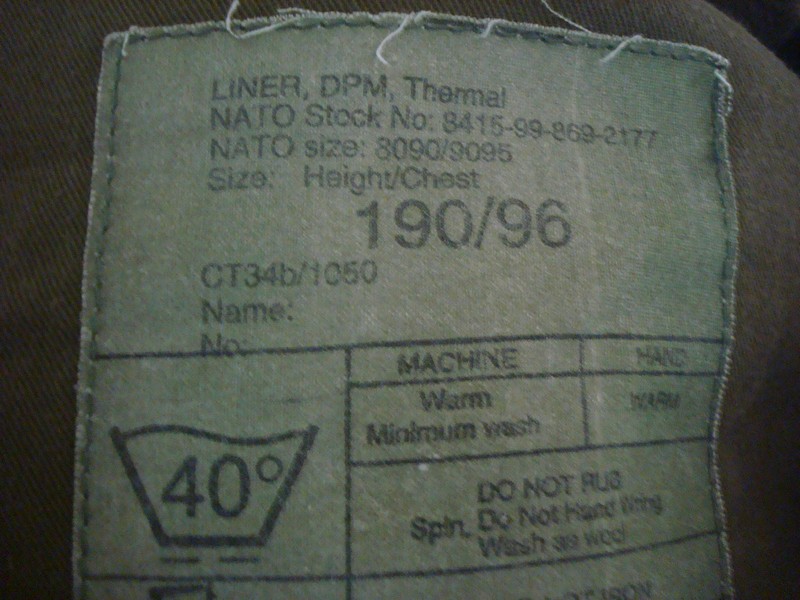 LINER, DPM, Thermal
NATO Stock No: 8415-99-869-2177
NATO size: 8090/9095
Size: Height/Chest
190/96
CT34b/1050
Name:
No:
MACHINE HAND
Warm WARM
Minimum wash
40°
DO NOT RUB
Spin. Do Not Hand Wring
Wash as wool
NOT IRON